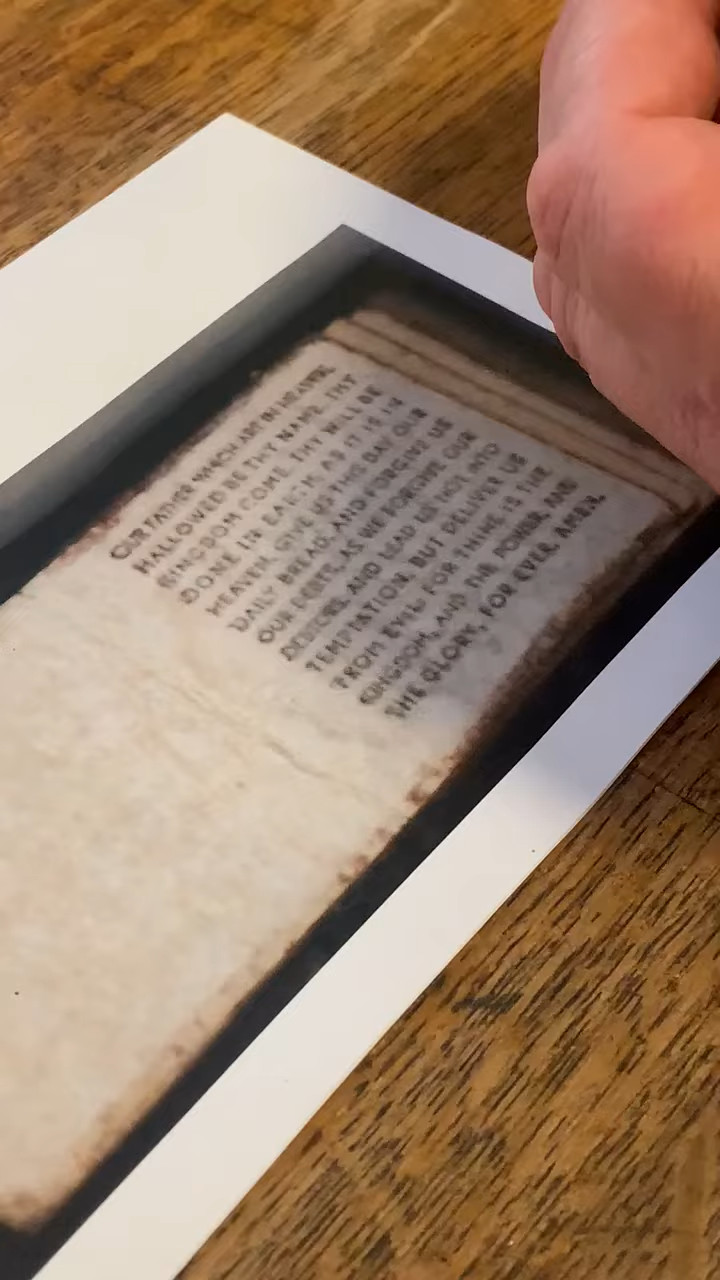 OUR FATHER WHICH ART IN HEAVEN,
HALLOWED BE THY NAME. THY
KINGDOM COME. THY WILL BE
DONE IN EARTH AS IT IS IN
HEAVEN. GIVE US THIS DAY OUR
DAILY BREAD. AND FORGIVE US
OUR DEBTS, AS WE FORGIVE OUR
DEBTORS. AND LEAD US NOT INTO
TEMPTATION, BUT DELIVER US
FROM EVIL: FOR THINE IS THE
KINGDOM, AND THE POWER, AND
THE GLORY, FOR EVER. AMEN.